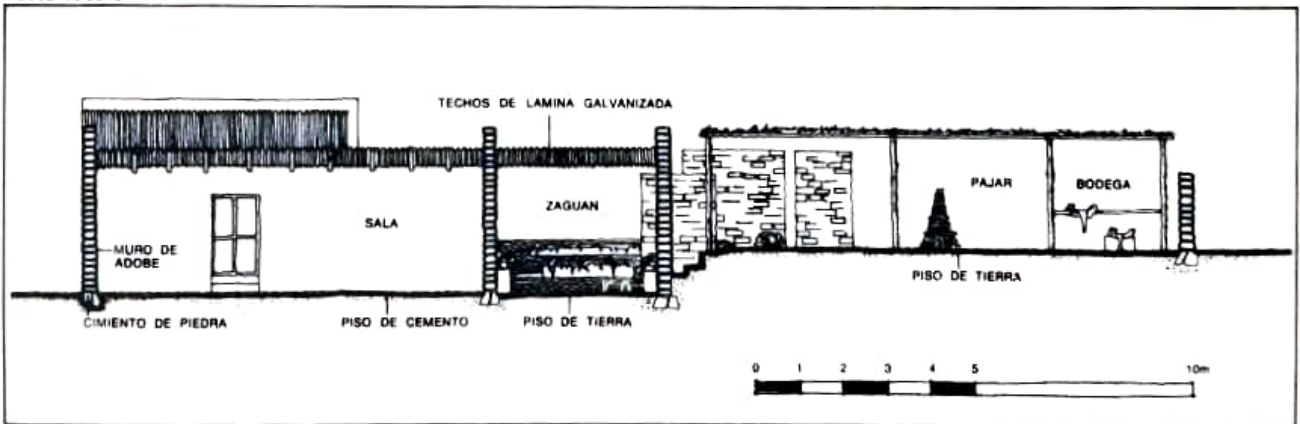 TECHOS DE LAMINA GALVANIZADA
PAJAR
BODEGA
ZAGUAN
SALA
MURO DE
ADOBE
PISO DE TIERRA
CIMIENTO DE PIEDRA
PISO DE CEMENTO
PISO DE TIERRA
0 1 2 3 4 5 10m